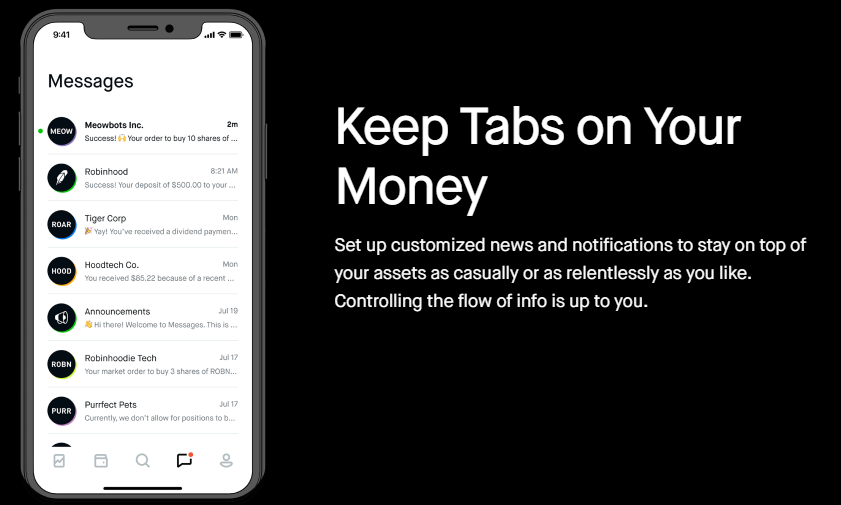 9:41
Messages
MEOW
Meowbots Inc.
2m
Success! 🙌 Your order to buy 10 shares of ...
Robinhood
8:21 AM
Success! Your deposit of $500.00 to your ...
ROAR
Tiger Corp
Mon
🎉 Yay! You've received a dividend paymen...
HOOD
Hoodtech Co.
Mon
You received $85.22 because of a recent ...
Announcements
Jul 19
👋 Hi there! Welcome to Messages. This is ...
ROBN
Robinhoodie Tech
Jul 17
Your market order to buy 3 shares of ROBN...
PURR
Purrfect Pets
Jul 17
Currently, we don't allow for positions to b...
Keep Tabs on Your
Money
Set up customized news and notifications to stay on top of
your assets as casually or as relentlessly as you like.
Controlling the flow of info is up to you.